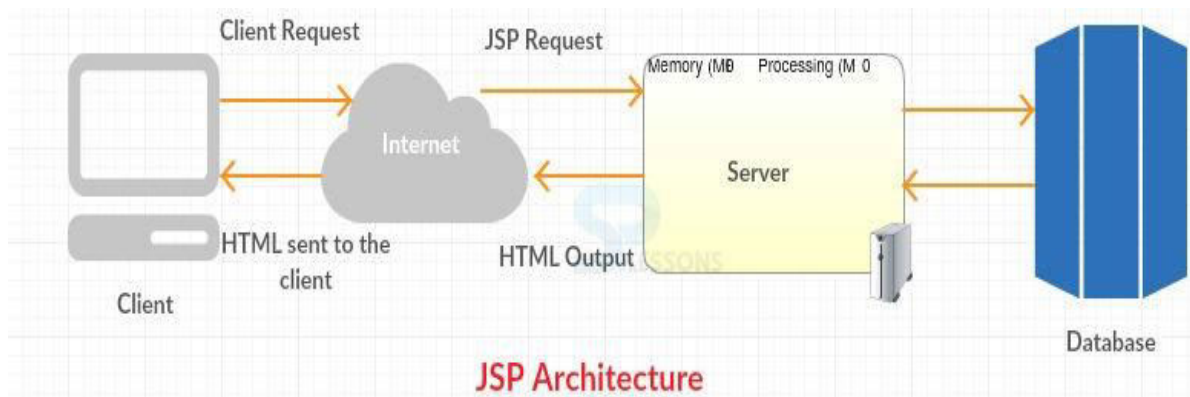 Client Request
JSP Request
Memory (M
Processing (M 0
Internet
Server
HTML sent to the
client
HTML Output
SSONS
Client
Database
JSP Architecture